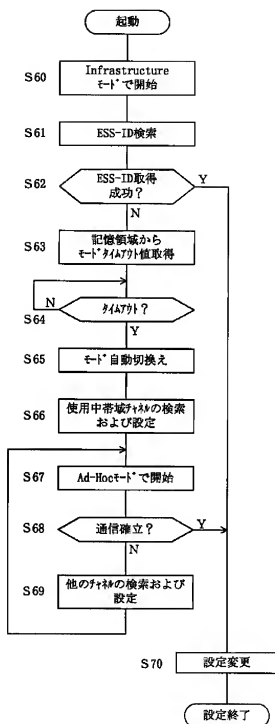 起動
S60
Infrastructure
モードで開始
S61
ESS-ID検索
S62
ESS-ID取得
成功?
Y
N
S63
記憶領域から
モードタイムアウト値取得
N
タイムアウト?
S64
Y
S65
モード自動切換え
S66
使用中帯域チャネルの検索
および設定
S67
Ad-Hocモードで開始
S68
通信確立?
Y
N
S69
他のチャネルの検索および
設定
S70
設定変更
設定終了